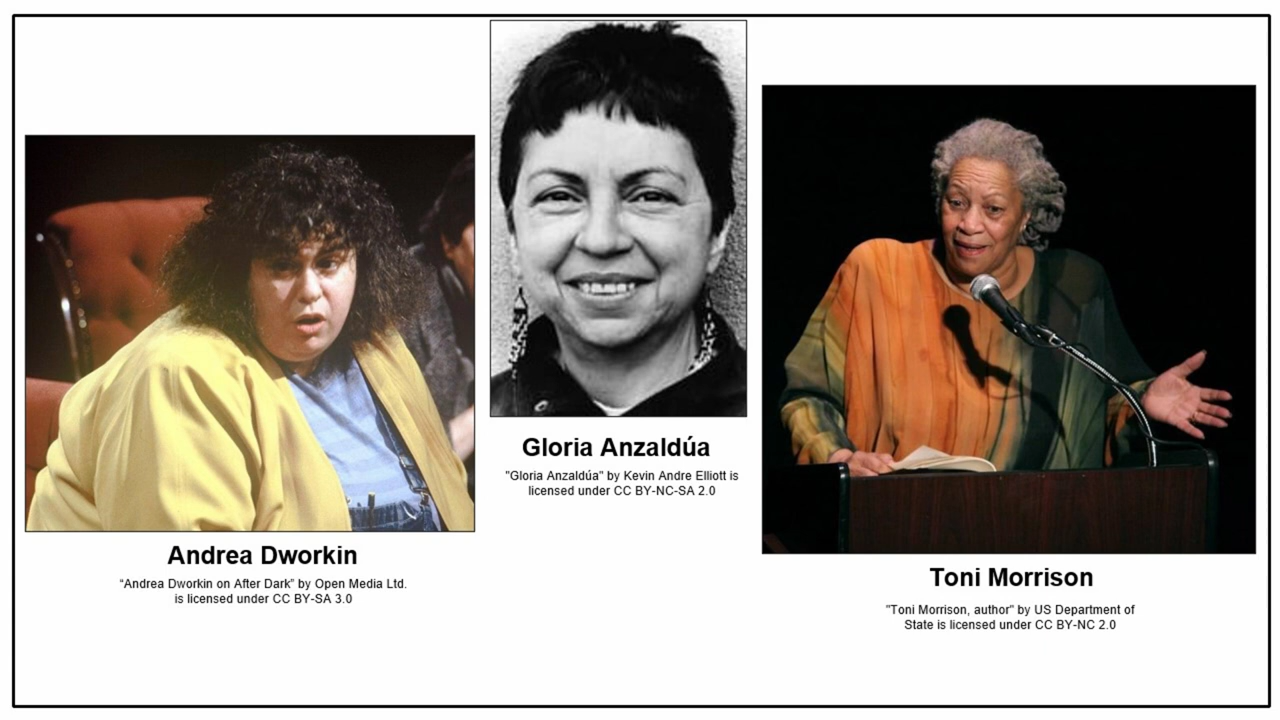 Andrea Dworkin
“Andrea Dworkin on After Dark” by Open Media Ltd.
is licensed under CC BY-SA 3.0
Gloria Anzaldúa
"Gloria Anzaldúa" by Kevin Andre Elliott is
licensed under CC BY-NC-SA 2.0
Toni Morrison
"Toni Morrison, author" by US Department of
State is licensed under CC BY-NC 2.0